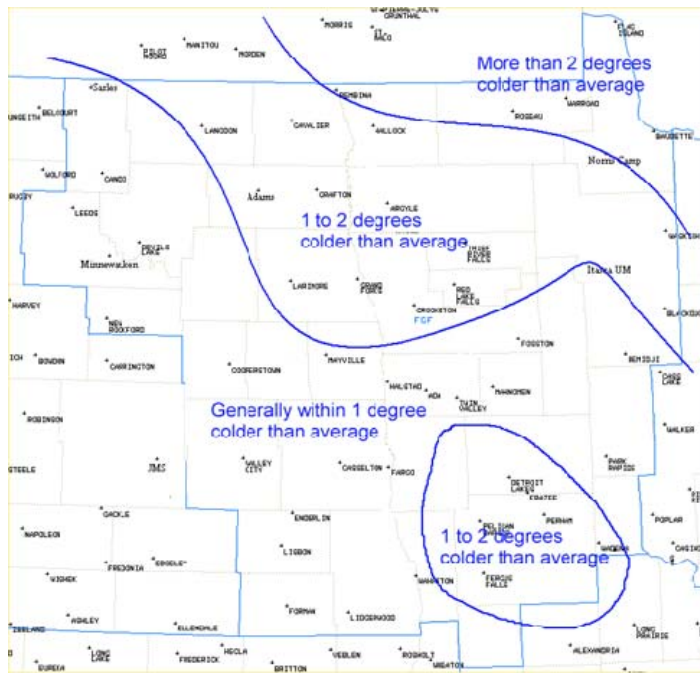 MORRIS
GRUNTHAL
MANITOU
PILOT
MOUND
MORDEN
ISLAND
More than 2 degrees
colder than average
Sarles
PEMBINA
WARROAD
ROSEAU
BELCOURT
LANGDON
CAVALIER
HALLOCK
BAUDETTE
Norris Camp
WOLFORD
CANDO
RUGBY
Adams
GRAFTON
ARGYLE
LEEDS
1 to 2 degrees
colder than average
WASKISH
DEVILS
LAKE
THIEF
RIVER
FALLS
Minnewauken
Itasca UM
LARIMORE
GRAND
FORKS
RED
LAKE
FALLS
HARVEY
CROOKSTON
FGF
BLACKDUCK
NEW
ROCKFORD
FOSSTON
BOWDON
CARRINGTON
COOPERSTOWN
MAYVILLE
BEMIDJI
CASS
LAKE
HALSTAD
ADA
MAHNOMEN
TWIN
VALLEY
Generally within 1 degree
colder than average
ROBINSON
WALKER
STEELE
JMS
VALLEY
CITY
CASSELTON
FARGO
PARK
RAPIDS
DETROIT
LAKES
GACKLE
ENDERLIN
PELICAN
PERHAM
POPLAR
NAPOLEON
1 to 2 degrees
colder than average
LISBON
WADENA
FREDONIA
WISHEK
WAHPETON
FERGUS
FALLS
ASHLEY
FORMAN
LIDGERWOOD
ELLENDALE
LONG
PRAIRIE
LONG
LAKE
HECLA
VEBLEN
ROSHOLT
ALEXANDRIA
EUREKA
FREDERICK
BRITTON
WHEATON